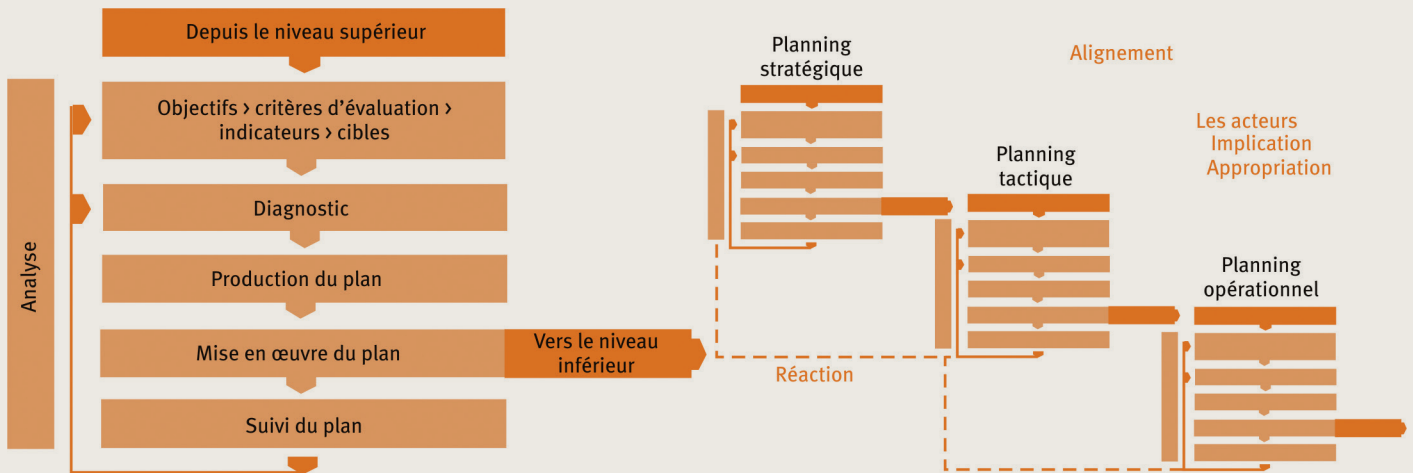 Depuis le niveau supérieur
Objectifs › critères d’évaluation ›
indicateurs › cibles
Diagnostic
Production du plan
Mise en œuvre du plan
Vers le niveau
inférieur
Suivi du plan
Analyse
Planning
stratégique
Planning
tactique
Planning
opérationnel
Alignement
Les acteurs
Implication
Appropriation
Réaction